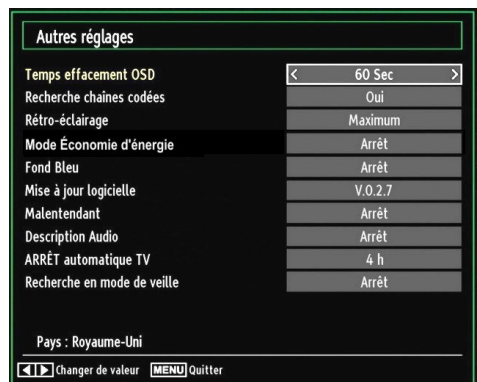 Autres réglages
Temps effacement OSD < 60 Sec >
Recherche chaînes codées Oui
Rétro-éclairage Maximum
Mode Économie d'énergie Arrêt
Fond Bleu Arrêt
Mise à jour logicielle V.0.2.7
Malentendant Arrêt
Description Audio Arrêt
ARRÊT automatique TV 4 h
Recherche en mode de veille Arrêt
Pays : Royaume-Uni
Changer de valeur MENU Quitter